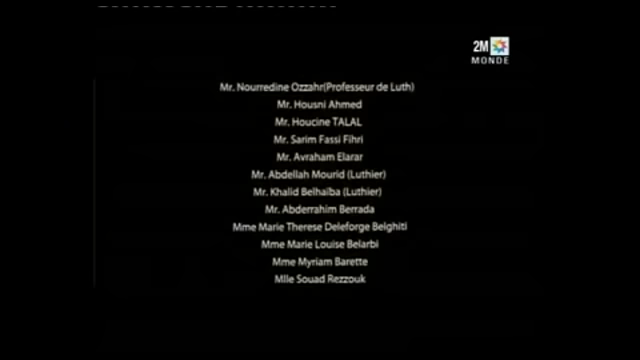 2M
MONDE
Mr. Nourredine Ozzahr(Professeur de Luth)
Mr. Housni Ahmed
Mr. Houcine TALAL
Mr. Sarim Fassi Fihri
Mr. Avraham Elarar
Mr. Abdellah Mourid (Luthier)
Mr. Khalid Belhaïba (Luthier)
Mr. Abderrahim Berrada
Mme Marie Therese Deleforge Belghiti
Mme Marie Louise Belarbi
Mme Myriam Barette
Mlle Souad Rezzouk